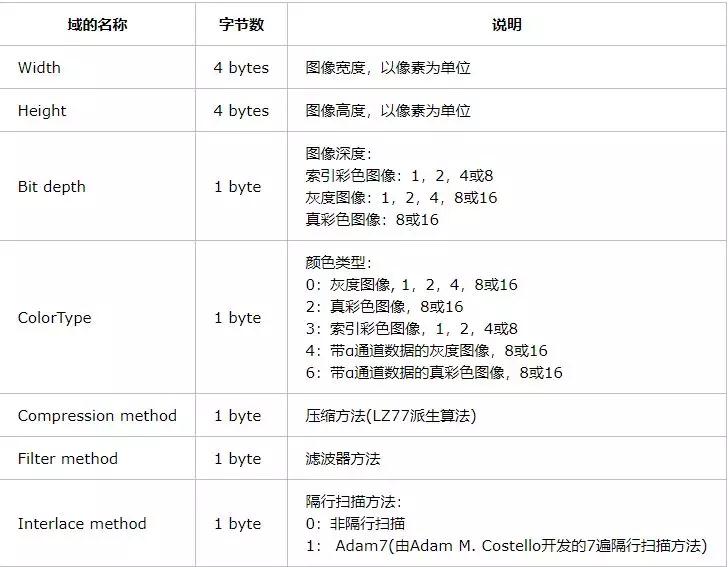 域的名称 字节数 说明
Width 4 bytes 图像宽度，以像素为单位
Height 4 bytes 图像高度，以像素为单位
Bit depth 1 byte 图像深度：
索引彩色图像：1，2，4或8
灰度图像：1，2，4，8或16
真彩色图像：8或16
ColorType 1 byte 颜色类型：
0：灰度图像, 1，2，4，8或16
2：真彩色图像，8或16
3：索引彩色图像，1，2，4或8
4：带α通道数据的灰度图像，8或16
6：带α通道数据的真彩色图像，8或16
Compression method 1 byte 压缩方法(LZ77派生算法)
Filter method 1 byte 滤波器方法
Interlace method 1 byte 隔行扫描方法：
0：非隔行扫描
1： Adam7(由Adam M. Costello开发的7遍隔行扫描方法)